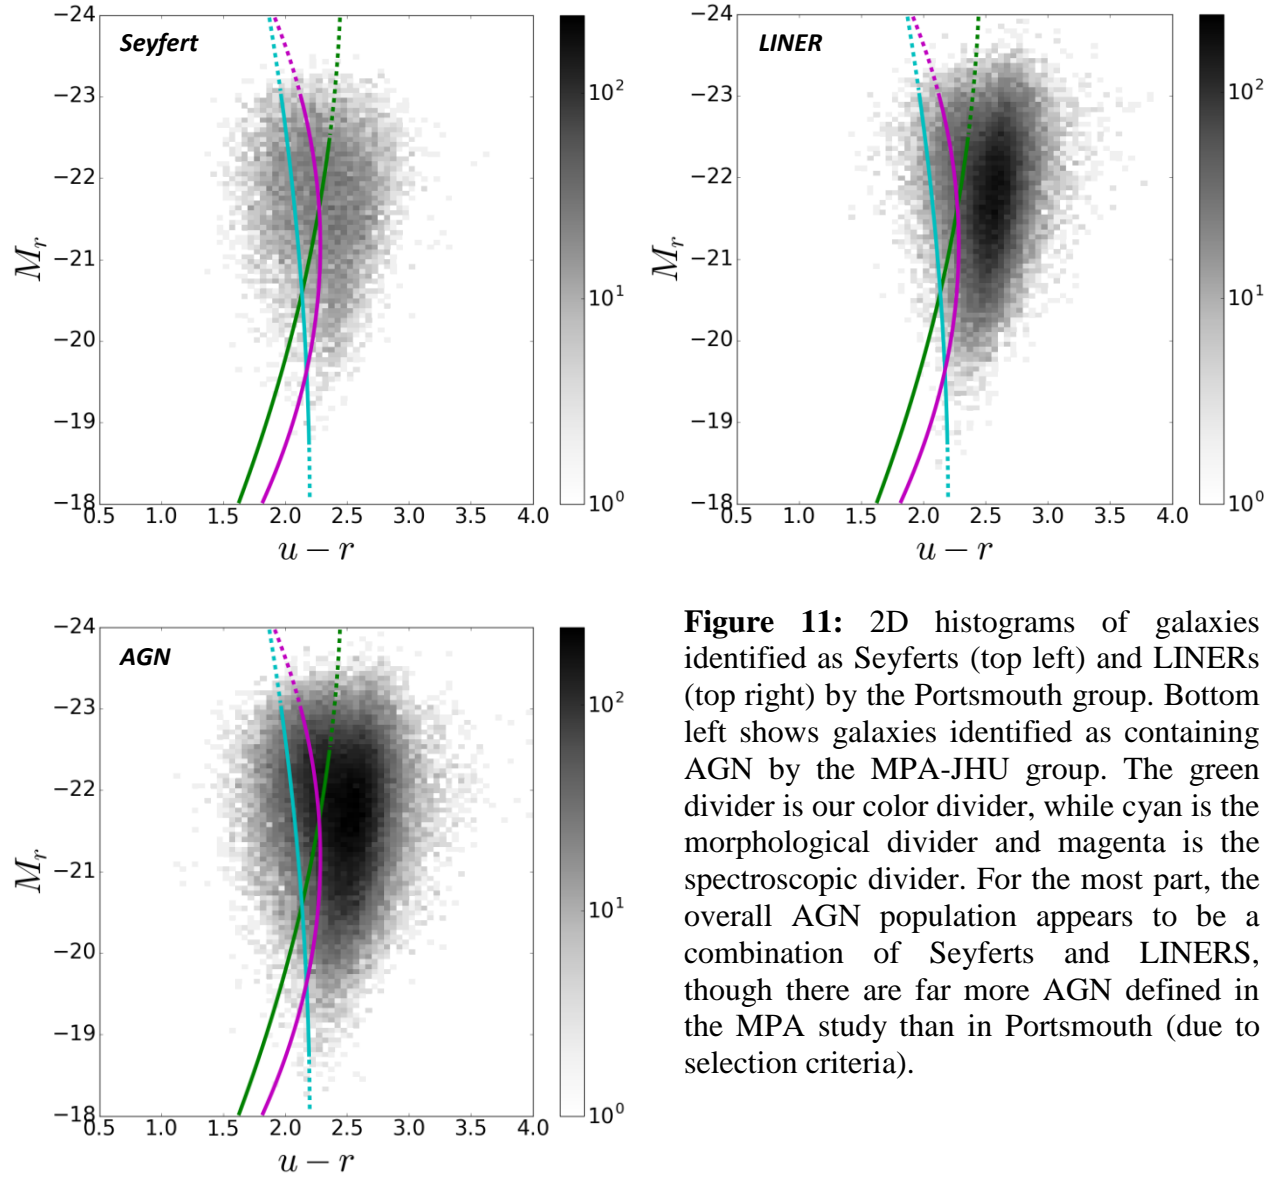 Seyfert
−24
−23
−22
−21
−20
−19
−18
0.5 1.0 1.5 2.0 2.5 3.0 3.5 4.0
M_r
u − r
10^2
10^1
10^0
LINER
−24
−23
−22
−21
−20
−19
−18
0.5 1.0 1.5 2.0 2.5 3.0 3.5 4.0
M_r
u − r
10^2
10^1
10^0
AGN
−24
−23
−22
−21
−20
−19
−18
0.5 1.0 1.5 2.0 2.5 3.0 3.5 4.0
M_r
u − r
10^2
10^1
10^0
Figure 11: 2D histograms of galaxies
identified as Seyferts (top left) and LINERs
(top right) by the Portsmouth group. Bottom
left shows galaxies identified as containing
AGN by the MPA-JHU group. The green
divider is our color divider, while cyan is the
morphological divider and magenta is the
spectroscopic divider. For the most part, the
overall AGN population appears to be a
combination of Seyferts and LINERS,
though there are far more AGN defined in
the MPA study than in Portsmouth (due to
selection criteria).